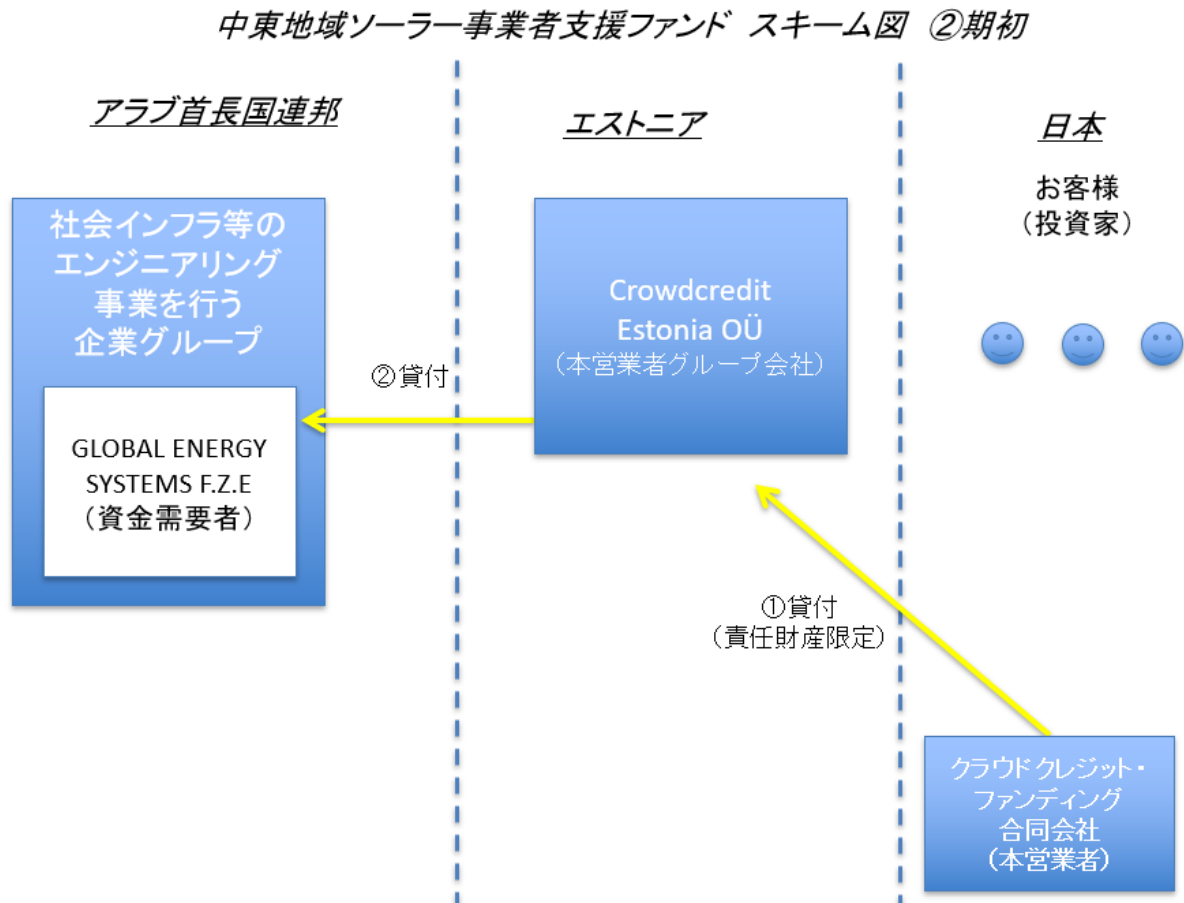 中東地域ソーラー事業者支援ファンド スキーム図 ②期初
アラブ首長国連邦
エストニア
日本
お客様
（投資家）
社会インフラ等の
エンジニアリング
事業を行う
企業グループ
GLOBAL ENERGY
SYSTEMS F.Z.E
（資金需要者）
②貸付
Crowdcredit
Estonia OÜ
（本営業者グループ会社）
①貸付
（責任財産限定）
クラウドクレジット・
ファンディング
合同会社
（本営業者）